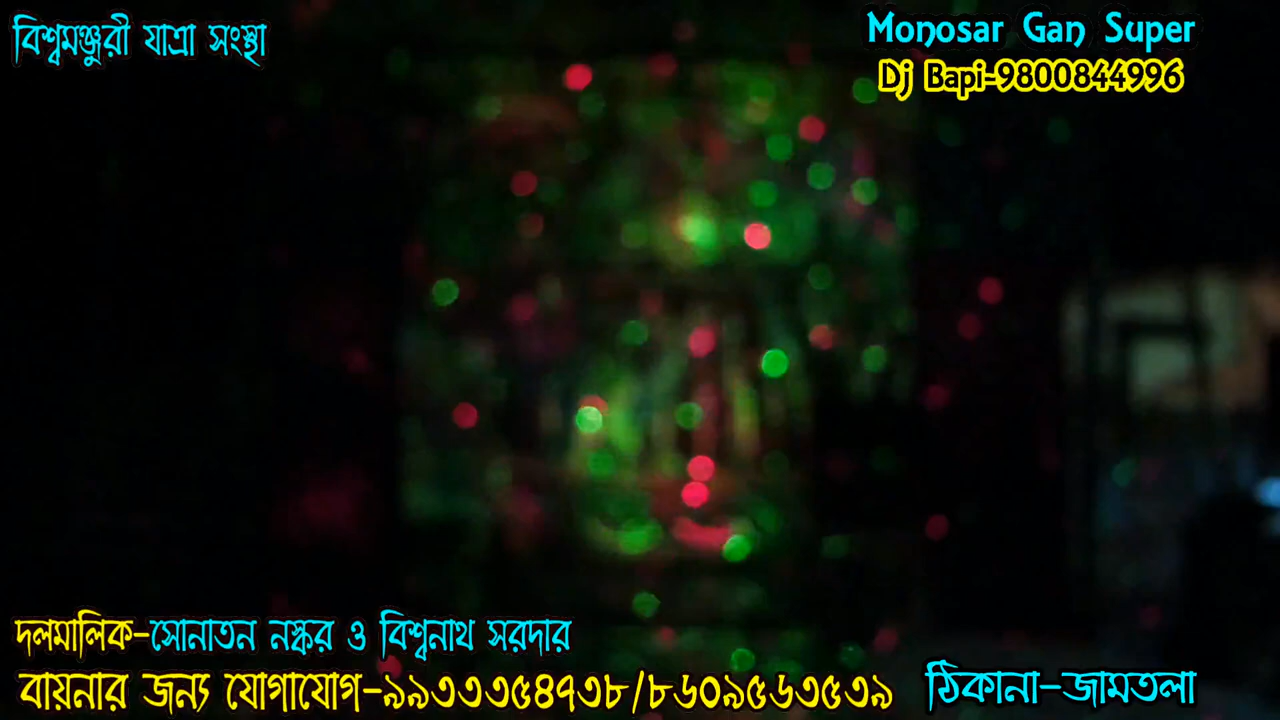 বিশ্বমঞ্জুরী যাত্রা সংস্থা
Monosar Gan Super
Dj Bapi-9800844996
দলমালিক-সোনাতন নস্কর ও বিশ্বনাথ সরদার
বায়নার জন্য যোগাযোগ-৯৯৩৩৩৫৪৭৩৮/৮৬০৯৫৬৩৫৩৯
ঠিকানা-জামতলা